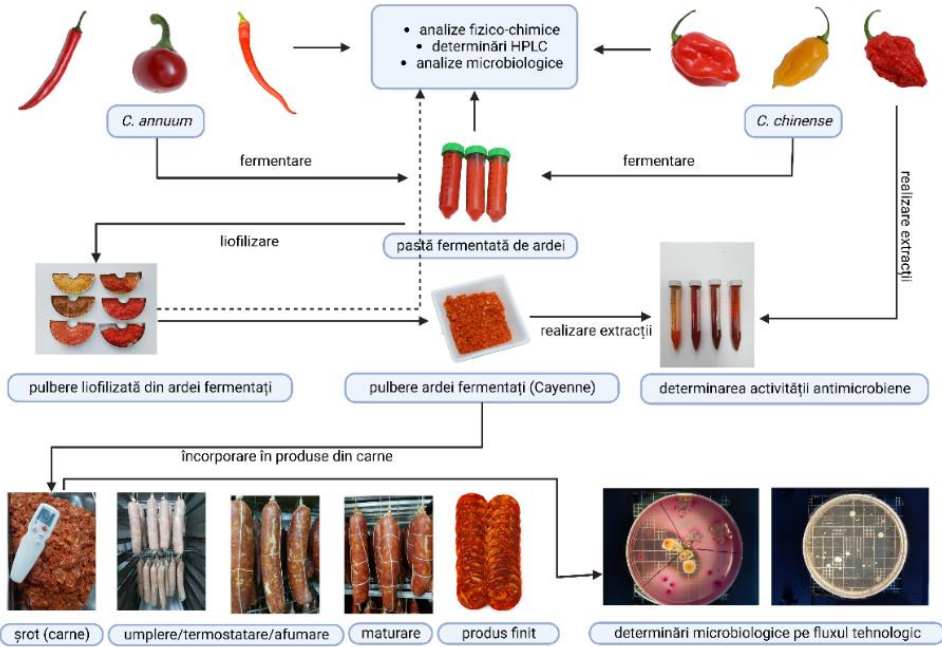 • analize fizico-chimice
• determinări HPLC
• analize microbiologice
C. annuum
C. chinense
fermentare
fermentare
realizare extracții
liofilizare
pastă fermentată de ardei
realizare extracții
pulbere liofilizată din ardei fermentați
pulbere ardei fermentați (Cayenne)
determinarea activității antimicrobiene
încorporare în produse din carne
șrot (carne)
umplere/termostatare/afumare
maturare
produs finit
determinări microbiologice pe fluxul tehnologic